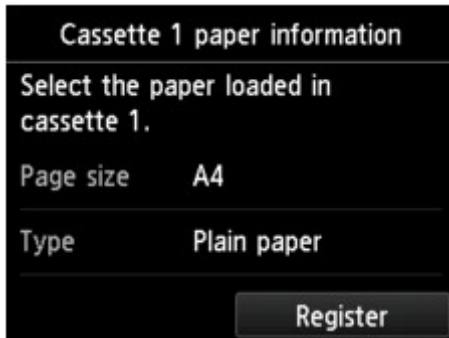 Cassette 1 paper information
Select the paper loaded in
cassette 1.
Page size A4
Type Plain paper
Register